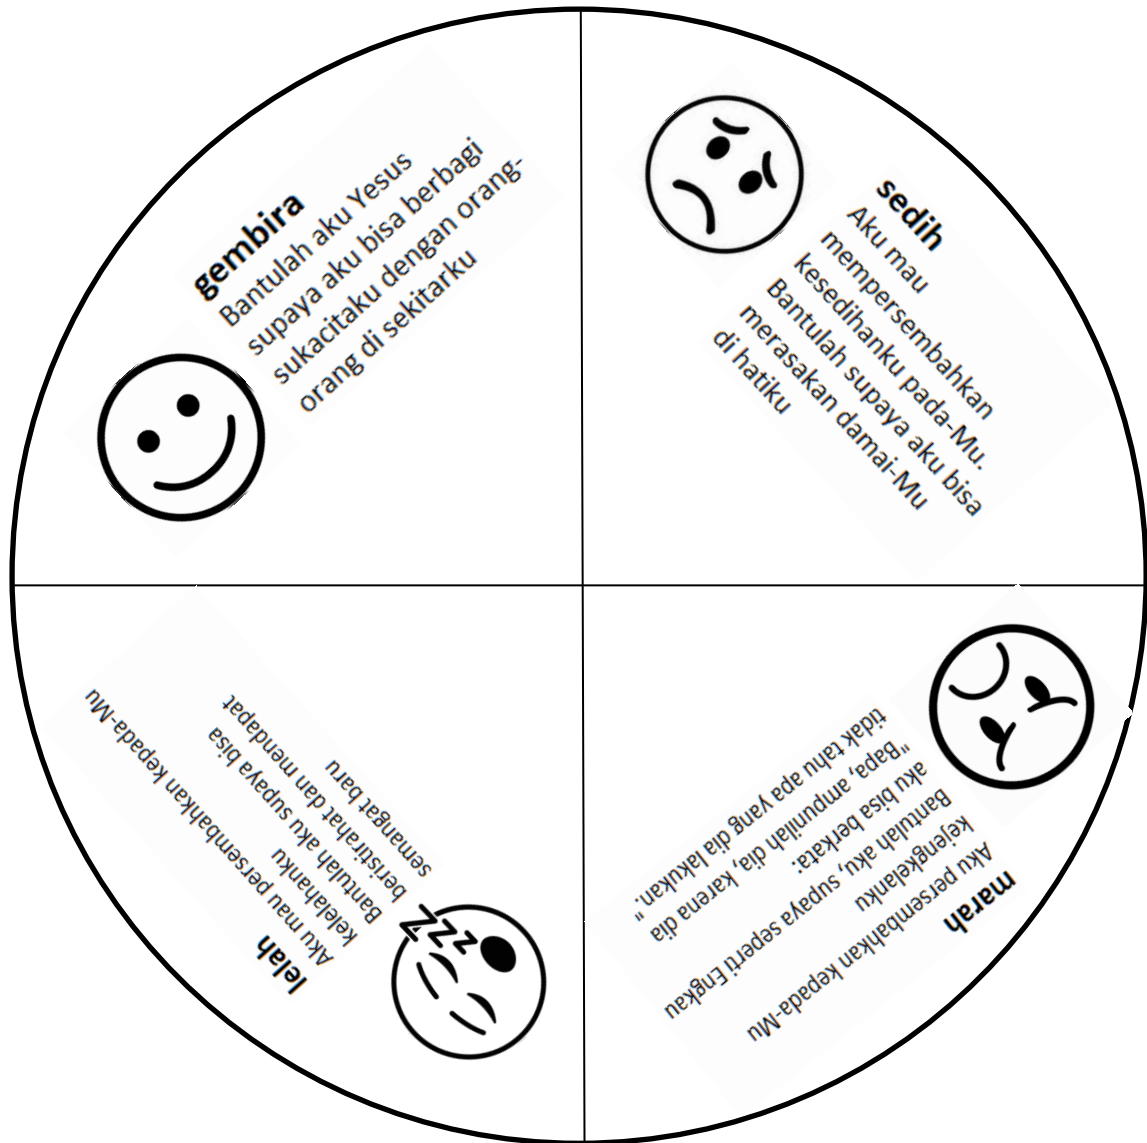 gembira
Bantulah aku Yesus
supaya aku bisa berbagi
sukacitaku dengan orang-
orang di sekitarku
sedih
Aku mau
mempersembahkan
kesedihanku pada-Mu.
Bantulah supaya aku bisa
merasakan damai-Mu
di hatiku
marah
Aku persembahkan kepada-Mu
kejengkelanku
Bantulah aku, supaya seperti Engkau
aku bisa berkata:
"Bapa, ampunilah dia, karena dia
tidak tahu apa yang dia lakukan."
lelah
Aku mau persembahkan kepada-Mu
kelelahanku
Bantulah aku supaya bisa
beristirahat dan mendapat
semangat baru
ZZZ